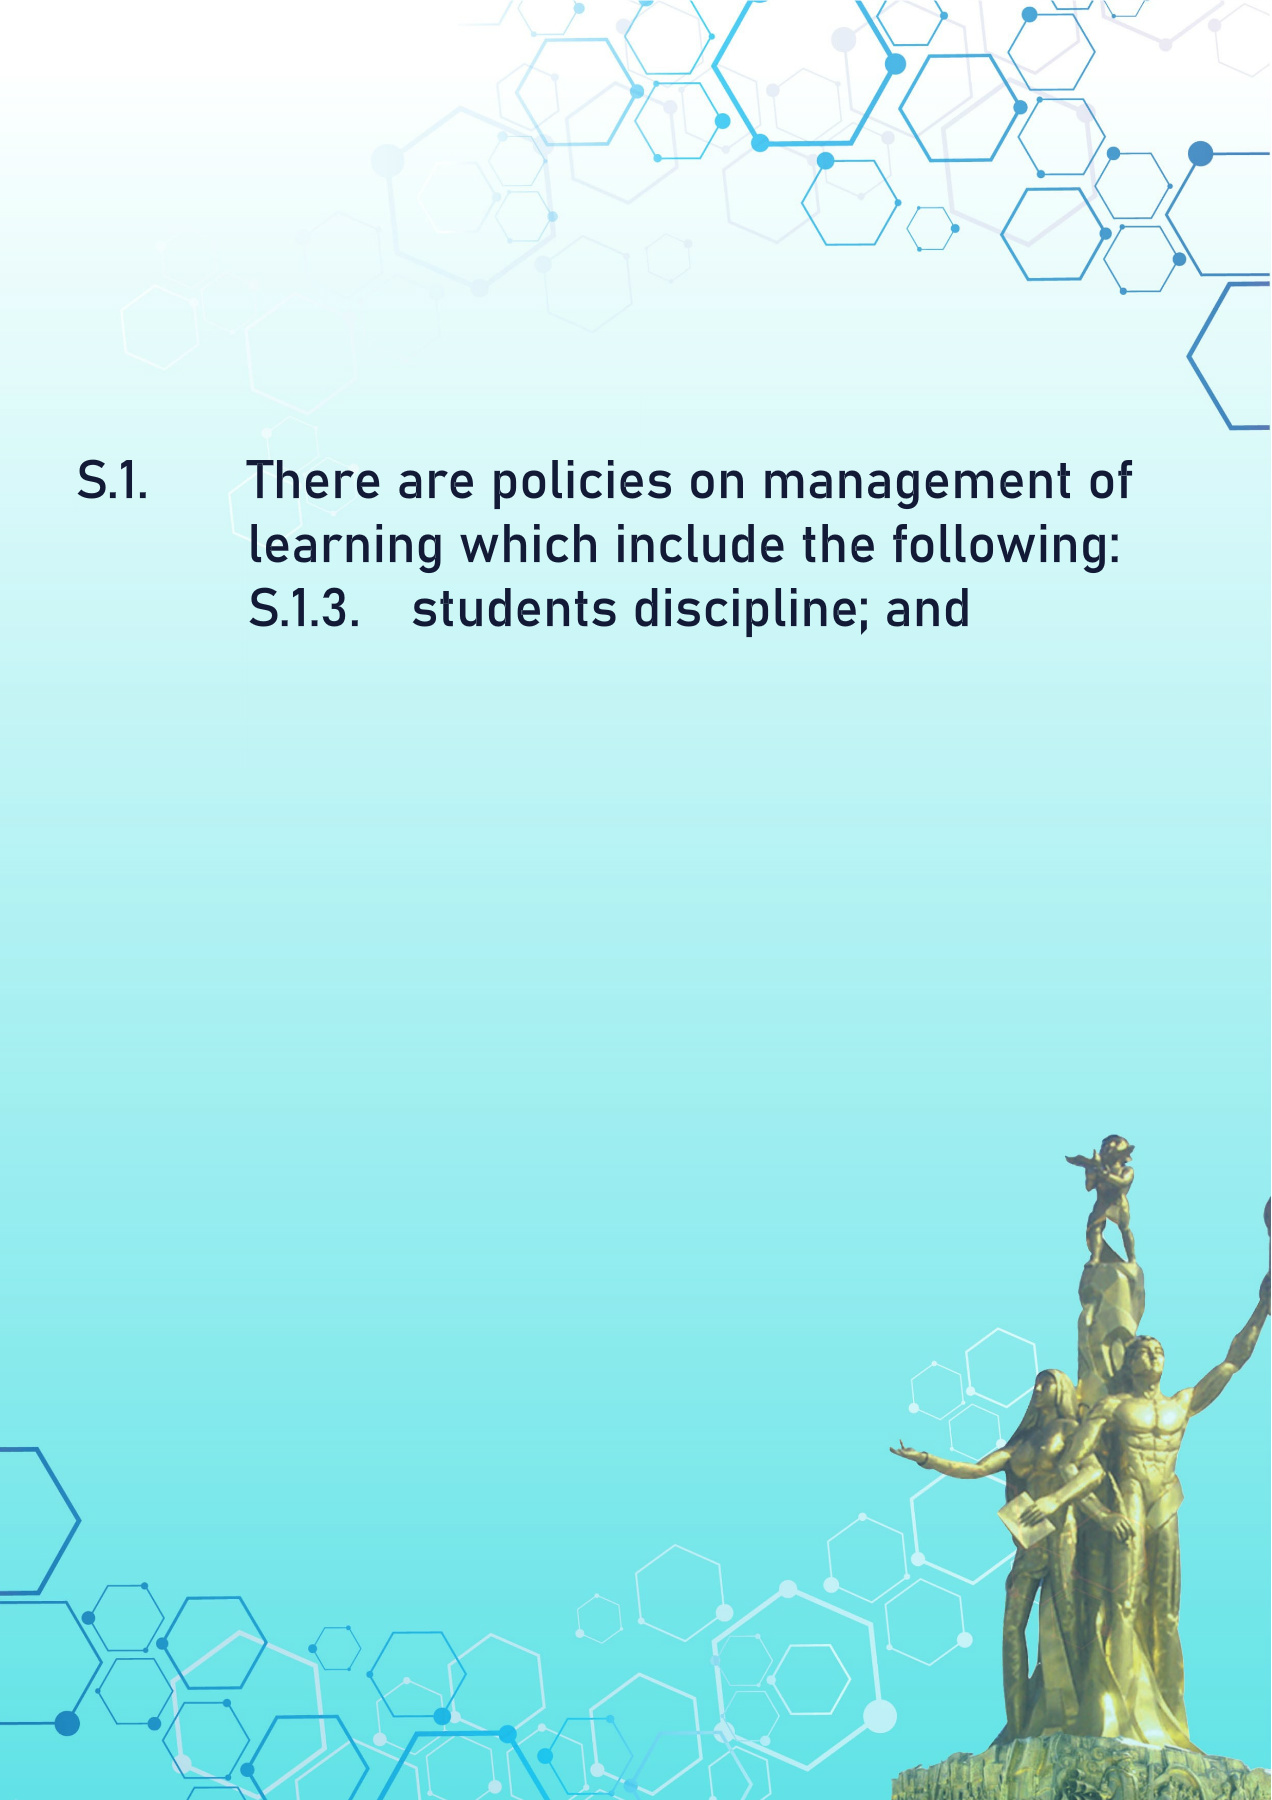 S.1. There are policies on management of
learning which include the following:
S.1.3. students discipline; and